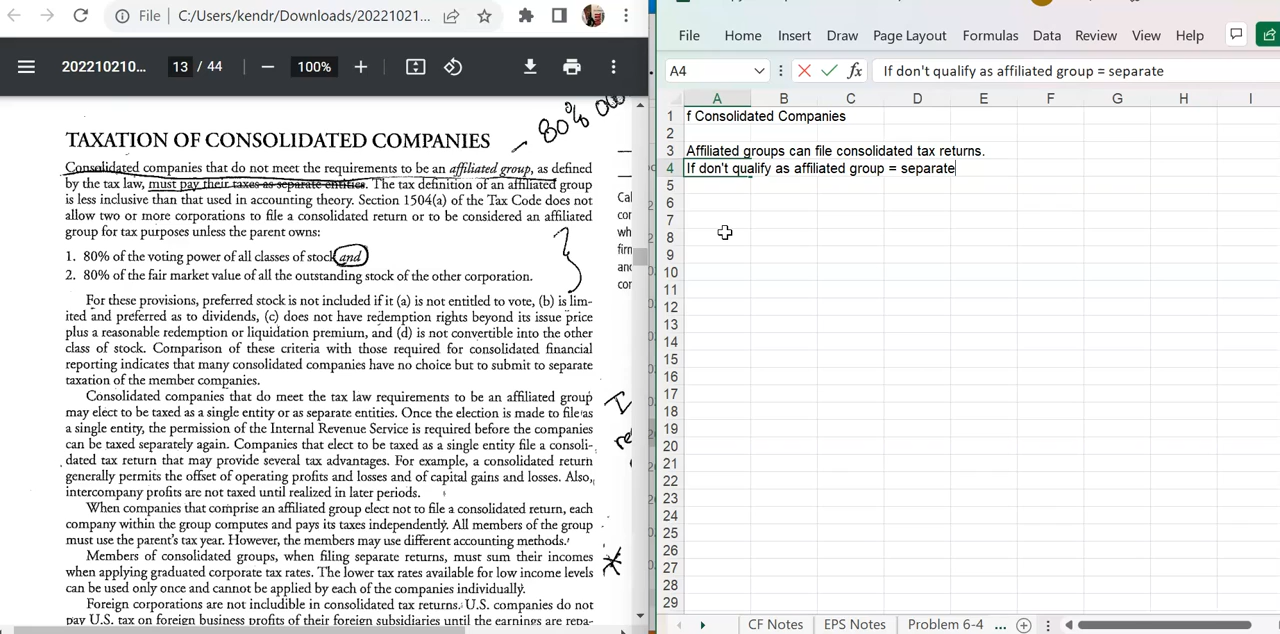 File
C:/Users/kendr/Downloads/20221021...
202210210...
13 / 44
100%
80%
TAXATION OF CONSOLIDATED COMPANIES
Consolidated companies that do not meet the requirements to be an affiliated group, as defined
by the tax law, must pay their taxes as separate entities. The tax definition of an affiliated group
is less inclusive than that used in accounting theory. Section 1504(a) of the Tax Code does not
allow two or more corporations to file a consolidated return or to be considered an affiliated
group for tax purposes unless the parent owns:
1. 80% of the voting power of all classes of stock and
2. 80% of the fair market value of all the outstanding stock of the other corporation.
For these provisions, preferred stock is not included if it (a) is not entitled to vote, (b) is lim-
ited and preferred as to dividends, (c) does not have redemption rights beyond its issue price
plus a reasonable redemption or liquidation premium, and (d) is not convertible into the other
class of stock. Comparison of these criteria with those required for consolidated financial
reporting indicates that many consolidated companies have no choice but to submit to separate
taxation of the member companies.
Consolidated companies that do meet the tax law requirements to be an affiliated group
may elect to be taxed as a single entity or as separate entities. Once the election is made to file as
a single entity, the permission of the Internal Revenue Service is required before the companies
can be taxed separately again. Companies that elect to be taxed as a single entity file a consoli-
dated tax return that may provide several tax advantages. For example, a consolidated return
generally permits the offset of operating profits and losses and of capital gains and losses. Also,
intercompany profits are not taxed until realized in later periods.
When companies that comprise an affiliated group elect not to file a consolidated return, each
company within the group computes and pays its taxes independently. All members of the group
must use the parent's tax year. However, the members may use different accounting methods.
Members of consolidated groups, when filing separate returns, must sum their incomes
when applying graduated corporate tax rates. The lower tax rates available for low income levels
can be used only once and cannot be applied by each of the companies individually.
Foreign corporations are not includible in consolidated tax returns. U.S. companies do not
pay U.S. tax on foreign business profits of their foreign subsidiaries until the earnings are repa-
Cal
cor
wh
firn
anc
cor
I
re
File Home Insert Draw Page Layout Formulas Data Review View Help
A4
fx
If don't qualify as affiliated group = separate
A B C D E F G H I
1 f Consolidated Companies
2
3 Affiliated groups can file consolidated tax returns.
4 If don't qualify as affiliated group = separate
5
6
7
8
9
10
11
12
13
14
15
16
17
18
19
20
21
22
23
24
25
26
27
28
29
CF Notes EPS Notes Problem 6-4 ...